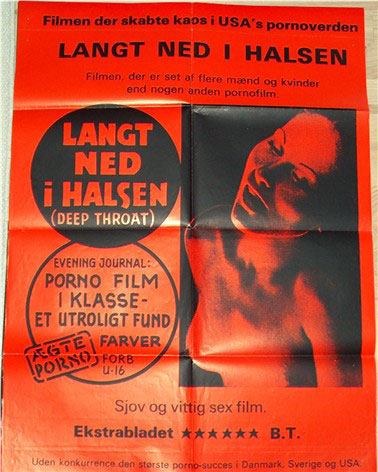 Filmen der skabte kaos i USA's pornoverden
LANGT NED I HALSEN
Filmen, der er set af flere mænd og kvinder
end nogen anden pornofilm.
LANGT
NED
i HALSEN
(DEEP THROAT)
EVENING JOURNAL:
PORNO FILM
I KLASSE-
ET UTROLIGT FUND
ÆGTE
PORNO
FARVER
FORB
U-16
Sjov og vittig sex film.
Ekstrabladet ★★★★★★ B.T.
Uden konkurrence den største porno-succes i Danmark, Sverige og USA.